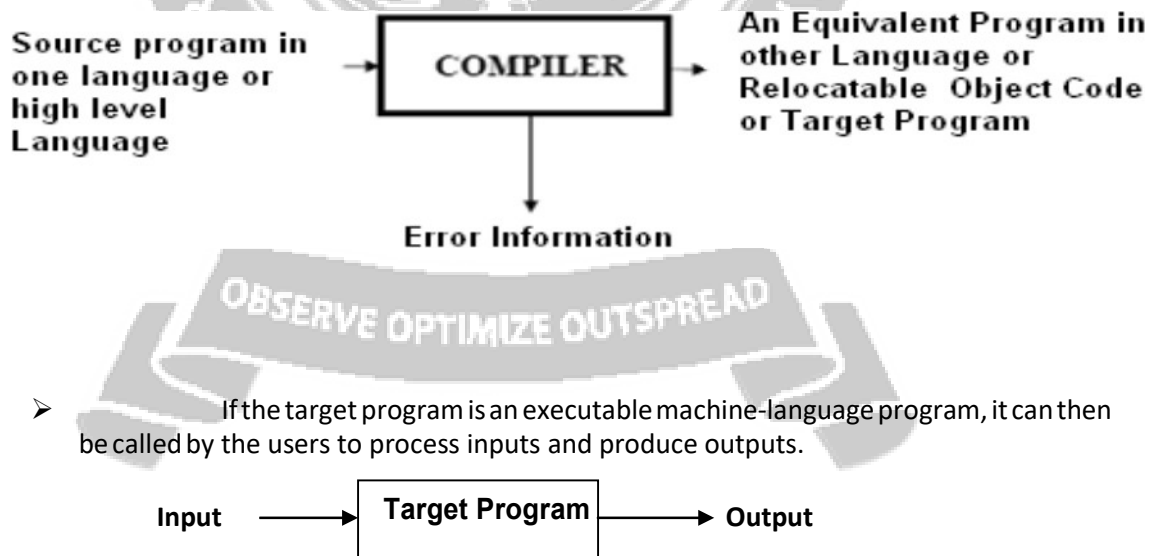 Source program in
one language or
high level
Language
COMPILER
An Equivalent Program in
other Language or
Relocatable Object Code
or Target Program
Error Information
OBSERVE OPTIMIZE OUTSPREAD
➢ If the target program is an executable machine-language program, it can then
be called by the users to process inputs and produce outputs.
Input
Target Program
Output